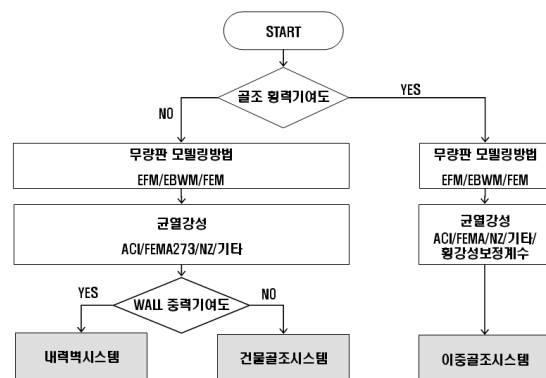 START
골조 횡력기여도
YES
NO
무량판 모델링방법
EFM/EBWM/FEM
무량판 모델링방법
EFM/EBWM/FEM
균열강성
ACI/FEMA273/NZ/기타
균열강성
ACI/FEMA/NZ/기타/
횡강성보정계수
YES
WALL 중력기여도
NO
내력벽시스템
건물골조시스템
이중골조시스템